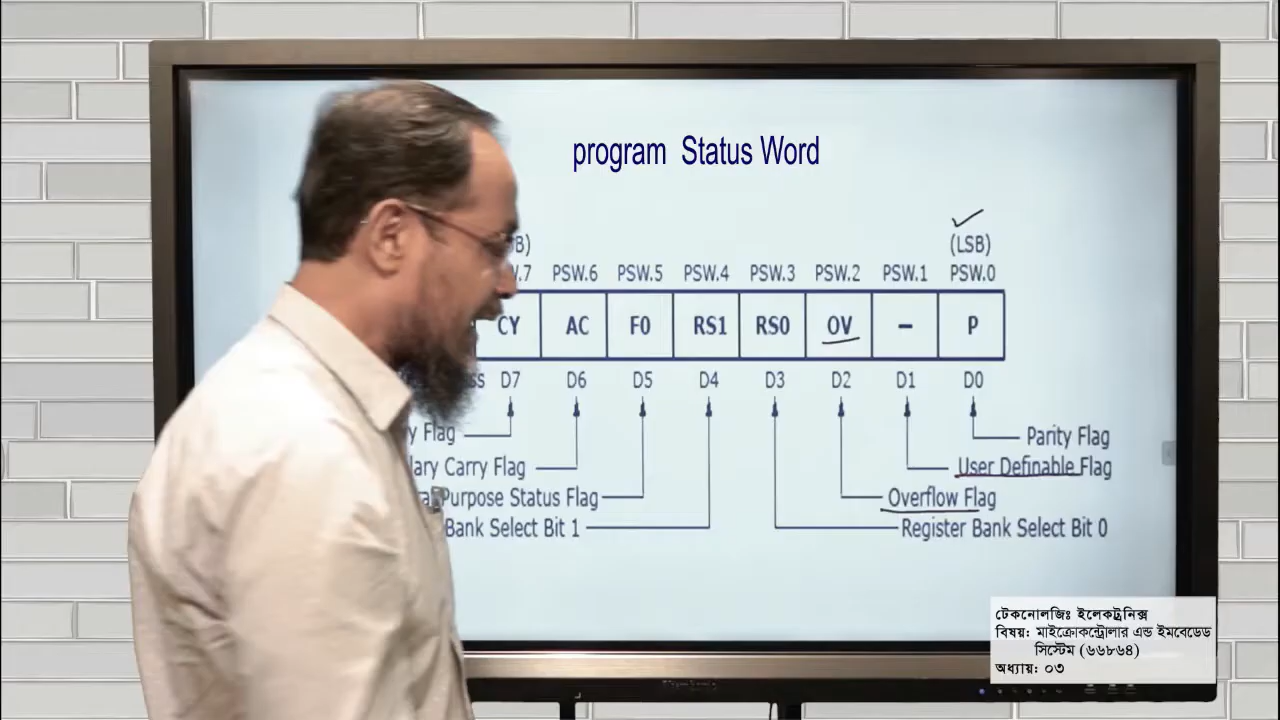 program Status Word
(LSB)
PSW.6 PSW.5 PSW.4 PSW.3 PSW.2 PSW.1 PSW.0
CY AC F0 RS1 RS0 OV – P
D7 D6 D5 D4 D3 D2 D1 D0
Flag Parity Flag
Carry Flag User Definable Flag
Purpose Status Flag Overflow Flag
Bank Select Bit 1 Register Bank Select Bit 0
টেকনোলজিঃ ইলেকট্রনিক্স
বিষয়: মাইক্রোকন্ট্রোলার এন্ড ইমবেডেড
সিস্টেম (৬৬৮৬৪)
অধ্যায়: ০৩